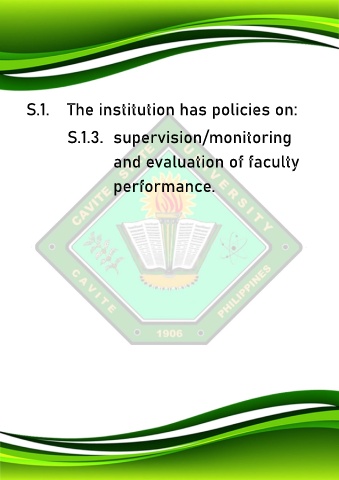 S.1. The institution has policies on:
S.1.3. supervision/monitoring
and evaluation of faculty
performance.
CAVITE STATE UNIVERSITY
CAVITE
PHILIPPINES
1906